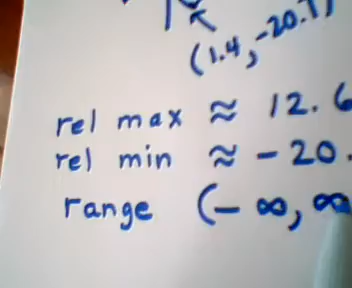 (1.4, -20.1)
rel max ≈ 12.6
rel min ≈ -20.
range (-∞, ∞